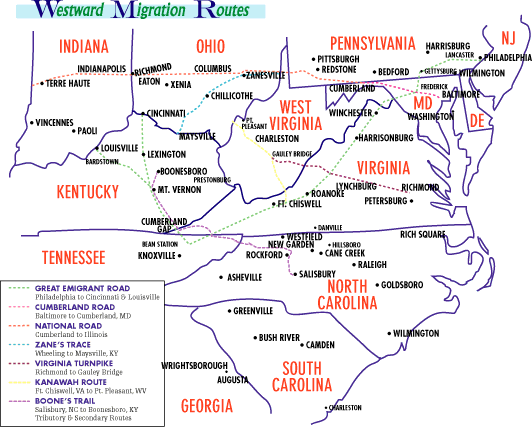 Westward Migration Routes
INDIANA
OHIO
PENNSYLVANIA
NJ
HARRISBURG
LANCASTER
PHILADELPHIA
PITTSBURGH
REDSTONE
BEDFORD
GETTYSBURG
WILMINGTON
INDIANAPOLIS
RICHMOND
COLUMBUS
ZANESVILLE
TERRE HAUTE
EATON
XENIA
CUMBERLAND
FREDERICK
BALTIMORE
CHILLICOTHE
MD
WINCHESTER
WASHINGTON
DE
VINCENNES
CINCINNATI
PT.
PLEASANT
WEST
VIRGINIA
PAOLI
MAYSVILLE
CHARLESTON
HARRISONBURG
LOUISVILLE
LEXINGTON
GAULEY BRIDGE
BARDSTOWN
BOONESBORO
PRESTONBURG
VIRGINIA
KENTUCKY
MT. VERNON
ROANOKE
LYNCHBURG
RICHMOND
FT. CHISWELL
PETERSBURG
CUMBERLAND
GAP
DANVILLE
RICH SQUARE
BEAN STATION
WESTFIELD
NEW GARDEN
HILLSBORO
TENNESSEE
KNOXVILLE
ROCKFORD
CANE CREEK
RALEIGH
ASHEVILLE
SALISBURY
NORTH
CAROLINA
GOLDSBORO
GREENVILLE
BUSH RIVER
CAMDEN
WILMINGTON
WRIGHTSBOROUGH
AUGUSTA
SOUTH
CAROLINA
GEORGIA
CHARLESTON
GREAT EMIGRANT ROAD
Philadelphia to Cincinnati & Louisville
CUMBERLAND ROAD
Baltimore to Cumberland, MD
NATIONAL ROAD
Cumberland to Illinois
ZANE'S TRACE
Wheeling to Maysville, KY
VIRGINIA TURNPIKE
Richmond to Gauley Bridge
KANAWAH ROUTE
Ft. Chiswell, VA to Pt. Pleasant, WV
BOONE'S TRAIL
Salisbury, NC to Boonesboro, KY
Tributary & Secondary Routes